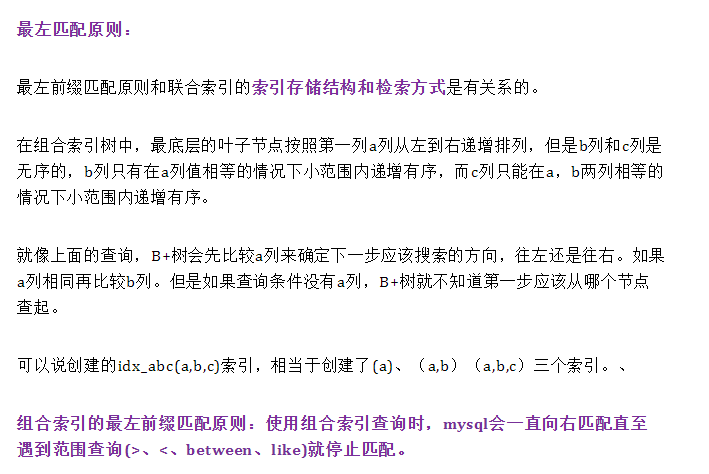 最左匹配原则：
最左前缀匹配原则和联合索引的索引存储结构和检索方式是有关系的。
在组合索引树中，最底层的叶子节点按照第一列a列从左到右递增排列，但是b列和c列是
无序的，b列只有在a列值相等的情况下小范围内递增有序，而c列只能在a，b两列相等的
情况下小范围内递增有序。
就像上面的查询，B+树会先比较a列来确定下一步应该搜索的方向，往左还是往右。如果
a列相同再比较b列。但是如果查询条件没有a列，B+树就不知道第一步应该从哪个节点
查起。
可以说创建的idx_abc(a,b,c)索引，相当于创建了(a)、（a,b）（a,b,c）三个索引。、
组合索引的最左前缀匹配原则：使用组合索引查询时，mysql会一直向右匹配直至
遇到范围查询(>、<、between、like)就停止匹配。